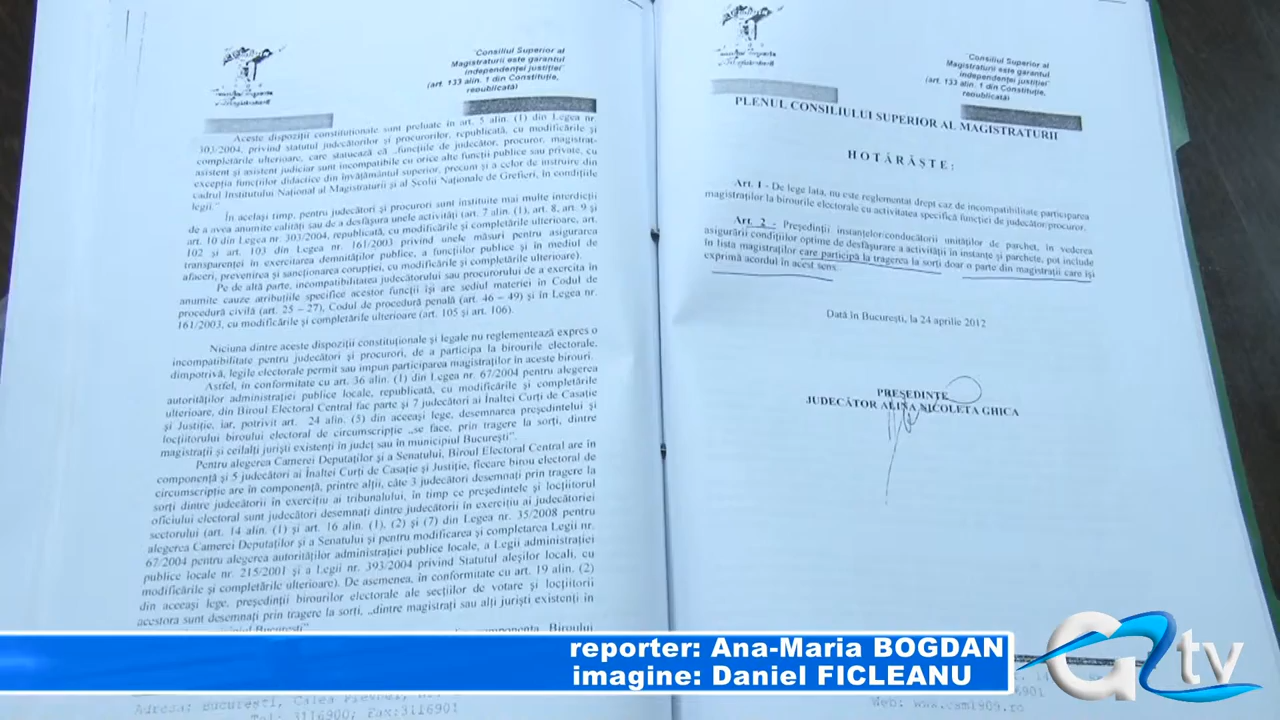 "Consiliul Superior al
Magistraturii este garantul
independenței justiției"
(art. 133 alin. 1 din Constituție,
republicată)
Aceste dispoziții constituționale sunt preluate în art. 5 alin. (1) din Legea nr.
303/2004, privind statutul judecătorilor și procurorilor, republicată, cu modificările și
completările ulterioare, care statuează că „funcțiile de judecător, procuror, magistrat-
asistent și asistent judiciar sunt incompatibile cu orice alte funcții publice sau private, cu
excepția funcțiilor didactice din învățământul superior, precum și a celor de instruire din
cadrul Institutului Național al Magistraturii și al Școlii Naționale de Grefieri, în condițiile
legii."
În același timp, pentru judecători și procurori sunt instituite mai multe interdicții
de a avea anumite calități sau de a desfășura unele activități (art. 7 alin. (1), art. 8, art. 9 și
art. 10 din Legea nr. 303/2004, republicată, cu modificările și completările ulterioare, art.
102 și art. 103 din Legea nr. 161/2003 privind unele măsuri pentru asigurarea
transparenței în exercitarea demnităților publice, a funcțiilor publice și în mediul de
afaceri, prevenirea și sancționarea corupției, cu modificările și completările ulterioare).
Pe de altă parte, incompatibilitatea judecătorului sau procurorului de a exercita în
anumite cauze atribuțiile specifice acestor funcții își are sediul materiei în Codul de
procedură civilă (art. 25 – 27), Codul de procedură penală (art. 46 – 49) și în Legea nr.
161/2003, cu modificările și completările ulterioare (art. 105 și art. 106).
Niciuna dintre aceste dispoziții constituționale și legale nu reglementează expres o
incompatibilitate pentru judecători și procurori, de a participa la birourile electorale,
dimpotrivă, legile electorale permit sau impun participarea magistraților în aceste birouri.
Astfel, în conformitate cu art. 36 alin. (1) din Legea nr. 67/2004 pentru alegerea
autorităților administrației publice locale, republicată, cu modificările și completările
ulterioare, din Biroul Electoral Central fac parte și 7 judecători ai Înaltei Curți de Casație
și Justiție, iar, potrivit art. 24 alin. (5) din aceeași lege, desemnarea președintelui și
locțiitorului biroului electoral de circumscripție „se face, prin tragere la sorți, dintre
magistrații și ceilalți juriști existenți în județ sau în municipiul București".
Pentru alegerea Camerei Deputaților și a Senatului, Biroul Electoral Central are în
componență și 5 judecători ai Înaltei Curți de Casație și Justiție, fiecare birou electoral de
circumscripție are în componență, printre alții, câte 3 judecători desemnați prin tragere la
sorți dintre judecătorii în exercițiu ai tribunalului, în timp ce președintele și locțiitorul
oficiului electoral sunt judecători desemnați dintre judecătorii în exercițiu ai judecătoriei
sectorului (art. 14 alin. (1) și art. 16 alin. (1), (2) și (7) din Legea nr. 35/2008 pentru
alegerea Camerei Deputaților și a Senatului și pentru modificarea și completarea Legii nr.
67/2004 pentru alegerea autorităților administrației publice locale, a Legii administrației
publice locale nr. 215/2001 și a Legii nr. 393/2004 privind Statutul aleșilor locali, cu
modificările și completările ulterioare). De asemenea, în conformitate cu art. 19 alin. (2)
din aceeași lege, președinții birourilor electorale ale secțiilor de votare și locțiitorii
acestora sunt desemnați prin tragere la sorți, „dintre magistrați sau alți juriști existenți în
București"
Biroului
Adresa: București, Calea
Tel: 3116900; Fax:3116901
"Consiliul Superior al
Magistraturii este garantul
independenței justiției"
(art. 133 alin. 1 din Constituție,
republicată)
PLENUL CONSILIULUI SUPERIOR AL MAGISTRATURII
HOTĂRĂȘTE:
Art. 1 - De lege lata, nu este reglementat drept caz de incompatibilitate participarea
magistraților la birourile electorale cu activitatea specifică funcției de judecător/procuror.
Art. 2 - Președinții instanțelor/conducătorii unităților de parchet, în vederea
asigurării condițiilor optime de desfășurare a activității în instanțe și parchete, pot include
în lista magistraților care participă la tragerea la sorți doar o parte din magistrații care își
exprimă acordul în acest sens.
Dată în București, la 24 aprilie 2012
PREȘEDINTE
JUDECĂTOR ALINA NICOLETA GHICA
Web: www.csm1909.ro
reporter: Ana-Maria BOGDAN
imagine: Daniel FICLEANU
G2 tv